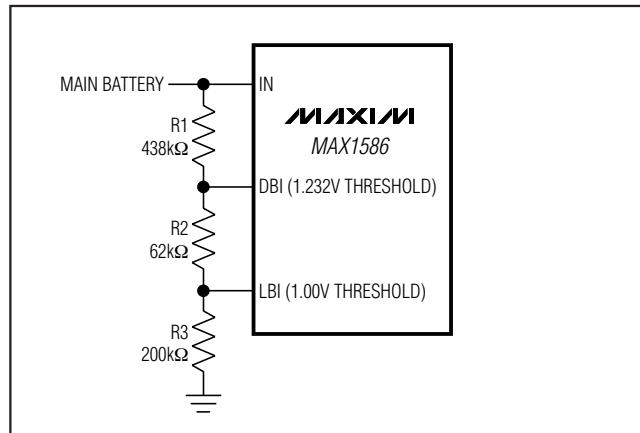 MAIN BATTERY
IN
R1
438kΩ
MAXIM
MAX1586
DBI (1.232V THRESHOLD)
R2
62kΩ
LBI (1.00V THRESHOLD)
R3
200kΩ